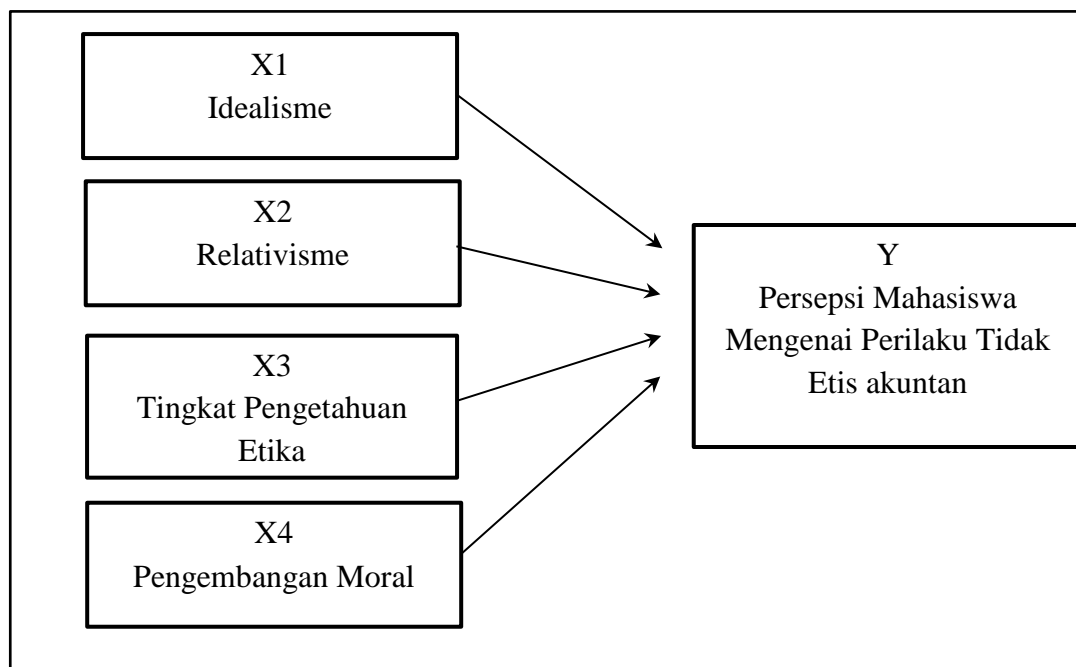 X1
Idealisme
X2
Relativisme
X3
Tingkat Pengetahuan
Etika
X4
Pengembangan Moral
Y
Persepsi Mahasiswa
Mengenai Perilaku Tidak
Etis akuntan